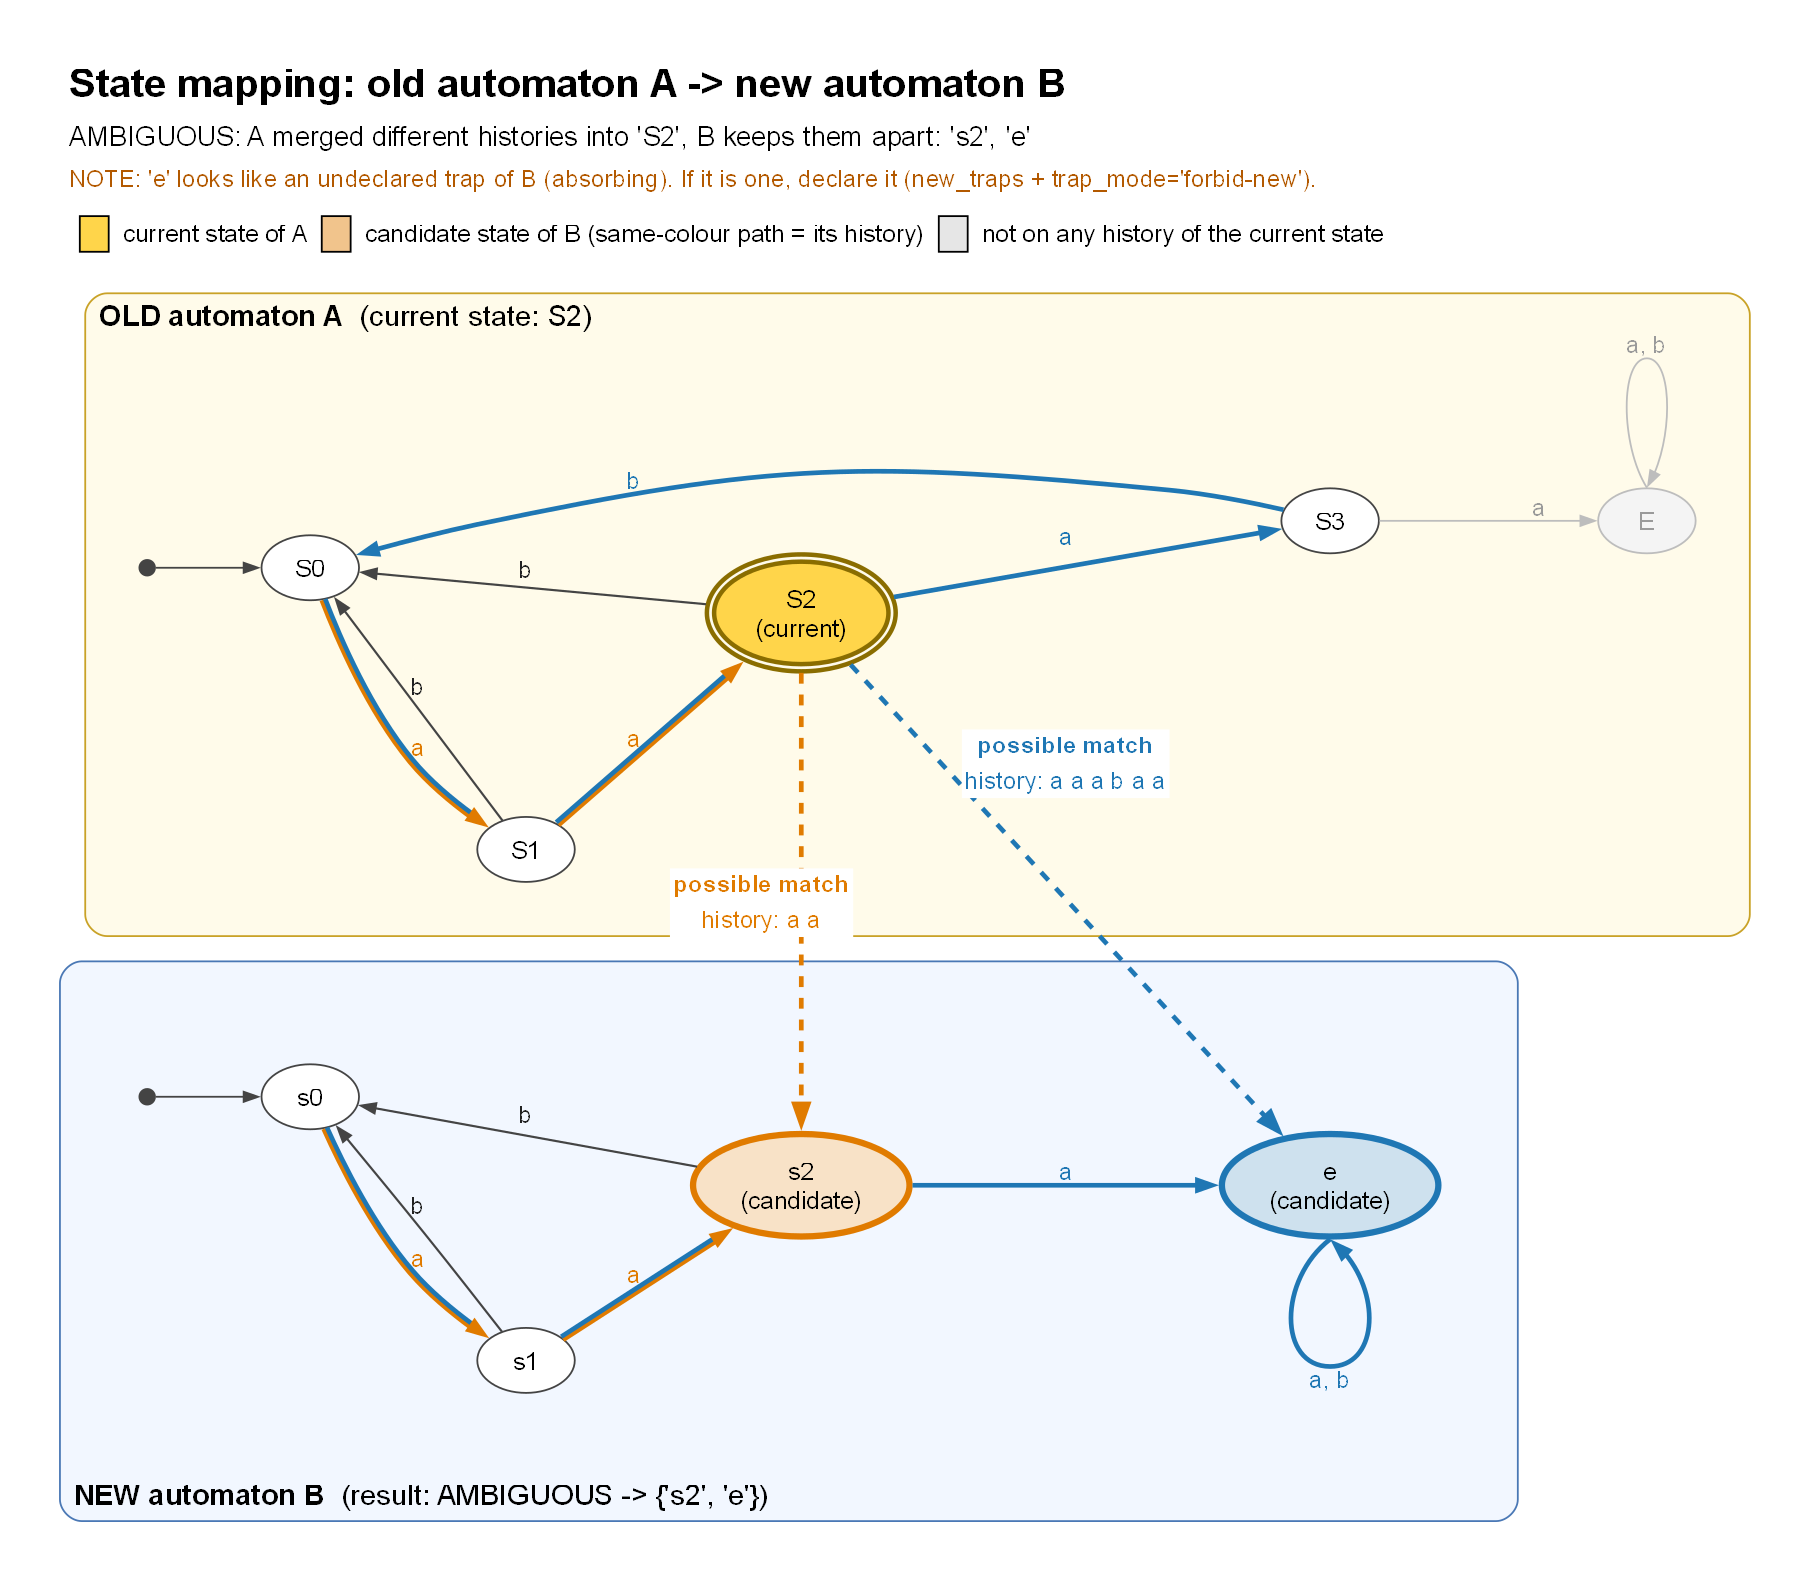 State mapping: old automaton A -> new automaton B
AMBIGUOUS: A merged different histories into 'S2', B keeps them apart: 's2', 'e'
NOTE: 'e' looks like an undeclared trap of B (absorbing). If it is one, declare it (new_traps + trap_mode='forbid-new').
current state of A
candidate state of B (same-colour path = its history)
not on any history of the current state
OLD automaton A (current state: S2)
a, b
b
S3
a
E
a
S0
b
S2
(current)
b
a
a
S1
possible match
history: a a a b a a
possible match
history: a a
s0
b
s2
(candidate)
a
e
(candidate)
b
a
a
s1
a, b
NEW automaton B (result: AMBIGUOUS -> {'s2', 'e'})